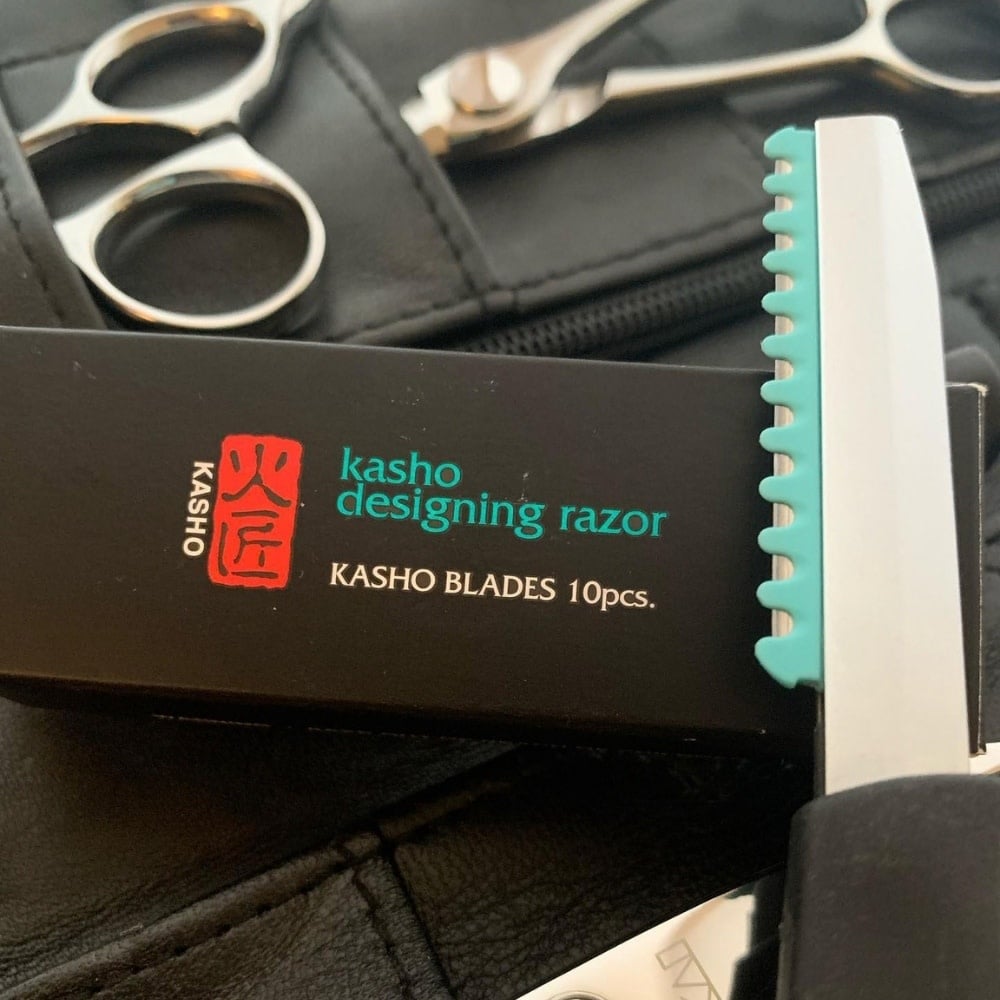 火匠
KASHO
kasho
designing razor
KASHO BLADES 10pcs.